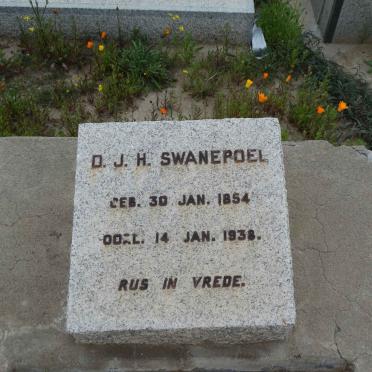 D. J. H. SWANEPOEL
GEB. 30 JAN. 1854
OORL. 14 JAN. 1938.
RUS IN VREDE.